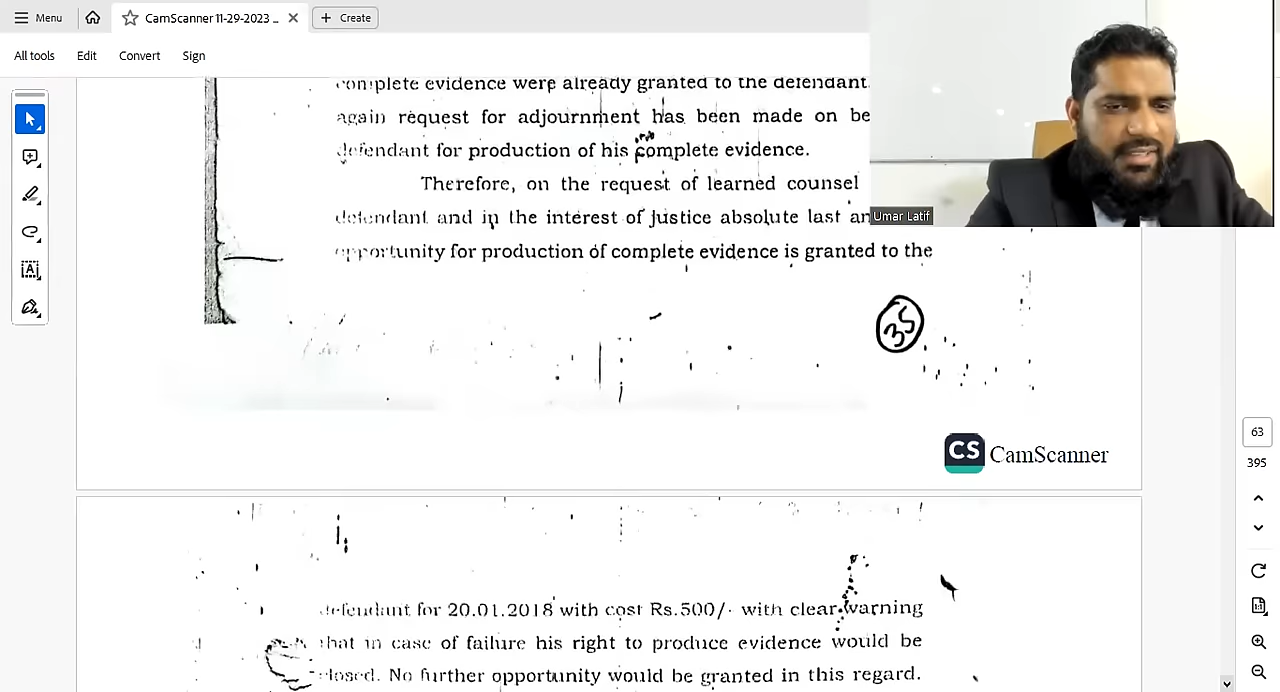 Menu
CamScanner 11-29-2023 _
Create
All tools
Edit
Convert
Sign
complete evidence were already granted to the defendant.
again request for adjournment has been made on be
defendant for production of his complete evidence.
Therefore, on the request of learned counsel
defendant and in the interest of justice absolute last an
opportunity for production of complete evidence is granted to the
Umar Latif
35
CS CamScanner
63
395
defendant for 20.01.2018 with cost Rs.500/- with clear warning
that in case of failure his right to produce evidence would be
closed. No further opportunity would be granted in this regard.